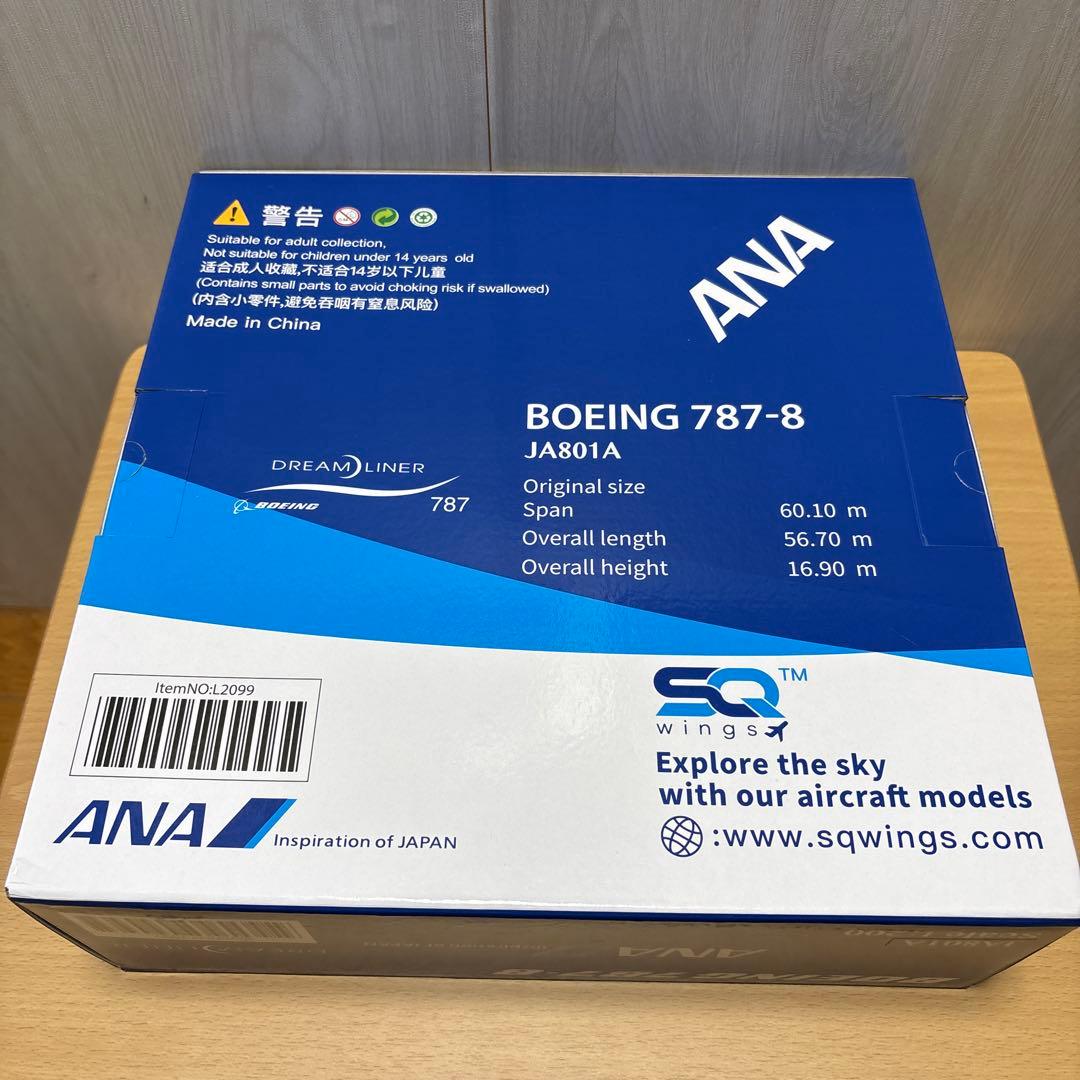 警告
Suitable for adult collection,
Not suitable for children under 14 years old
适合成人收藏,不适合14岁以下儿童
(Contains small parts to avoid choking risk if swallowed)
(内含小零件,避免吞咽有窒息风险)
Made in China
ANA
BOEING 787-8
JA801A
DREAMLINER
BOEING 787
Original size
Span 60.10 m
Overall length 56.70 m
Overall height 16.90 m
ItemNO:L2099
ANA Inspiration of JAPAN
SQ TM
wings
Explore the sky
with our aircraft models
:www.sqwings.com
ANA
BOEING 787-8
JA801A